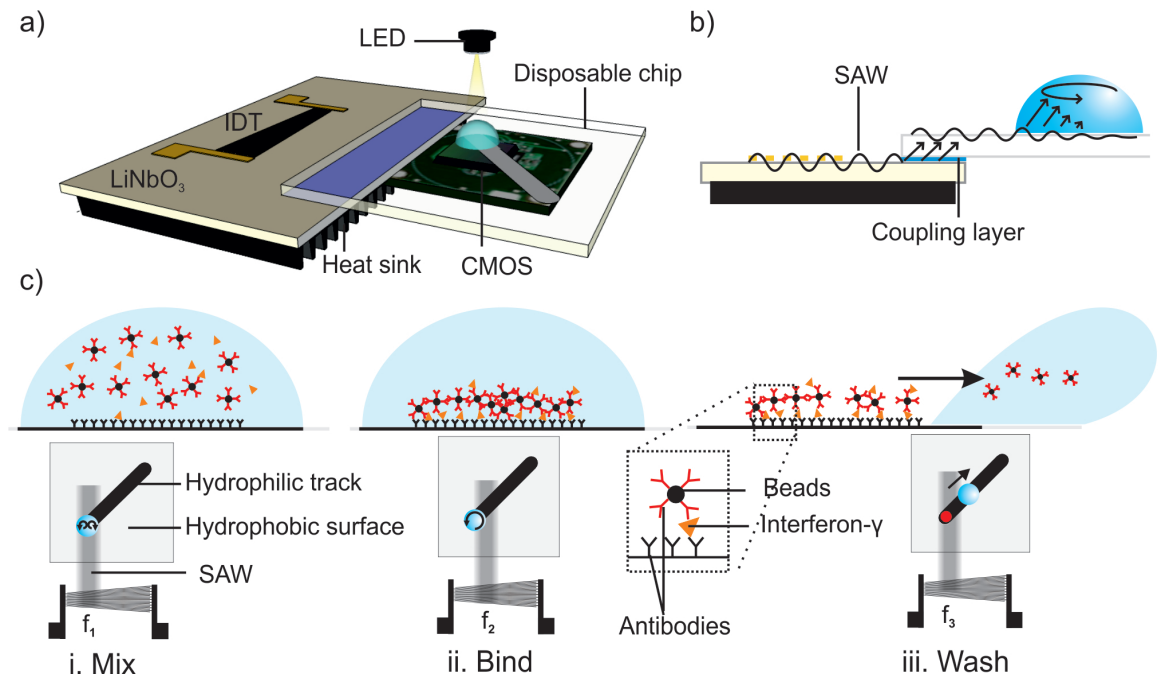 a)
LED
Disposable chip
IDT
LiNbO₃
Heat sink
CMOS
b)
SAW
Coupling layer
c)
Hydrophilic track
Hydrophobic surface
SAW
f₁
i. Mix
f₂
ii. Bind
Beads
Interferon-γ
Antibodies
f₃
iii. Wash